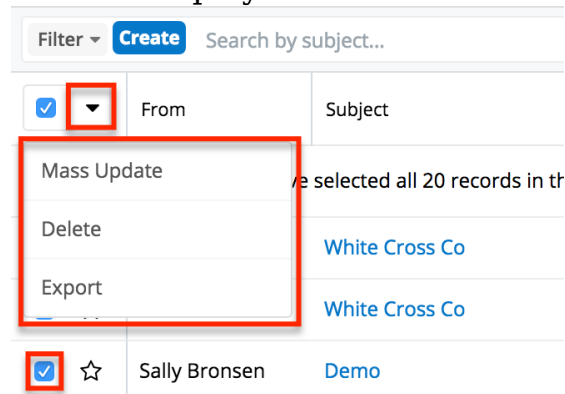 Filter Create Search by subject...
From Subject
Mass Update
selected all 20 records in th
Delete
White Cross Co
Export
White Cross Co
Sally Bronsen Demo